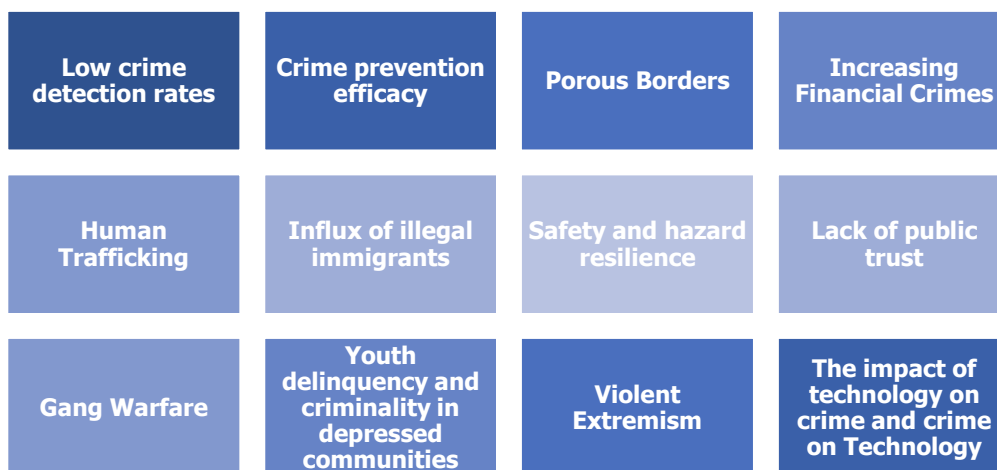 Low crime
detection rates
Crime prevention
efficacy
Porous Borders
Increasing
Financial Crimes
Human
Trafficking
Influx of illegal
immigrants
Safety and hazard
resilience
Lack of public
trust
Gang Warfare
Youth
delinquency and
criminality in
depressed
communities
Violent
Extremism
The impact of
technology on
crime and crime
on Technology